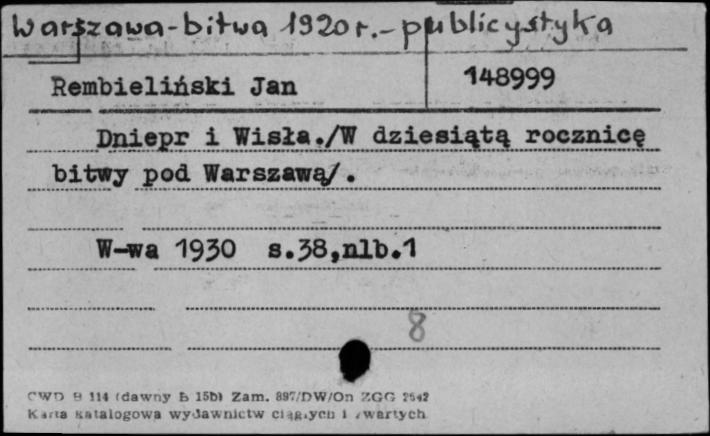 Warszawa-bitwa 1920 r.- publicystyka
Rembieliński Jan 148999
Dniepr i Wisła./W dziesiątą rocznicę
bitwy pod Warszawą/.
W-wa 1930 s.38,nlb.1
8
CWD B 114 (dawny b 15b) Zam. 897/DW/On ZGG 2542
Karta katalogowa wydawnictw ciągłych i zwartych